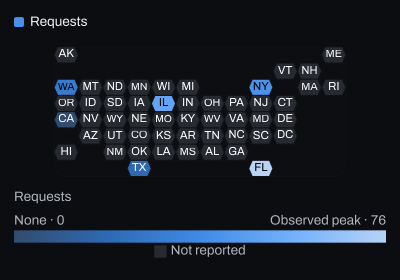 Requests
AK ME
VT NH
WA MT ND MN WI MI NY MA RI
OR ID SD IA IL IN OH PA NJ CT
CA NV WY NE MO KY WV VA MD DE
AZ UT CO KS AR TN NC SC DC
HI NM OK LA MS AL GA
TX FL
Requests
None · 0 Observed peak · 76
Not reported